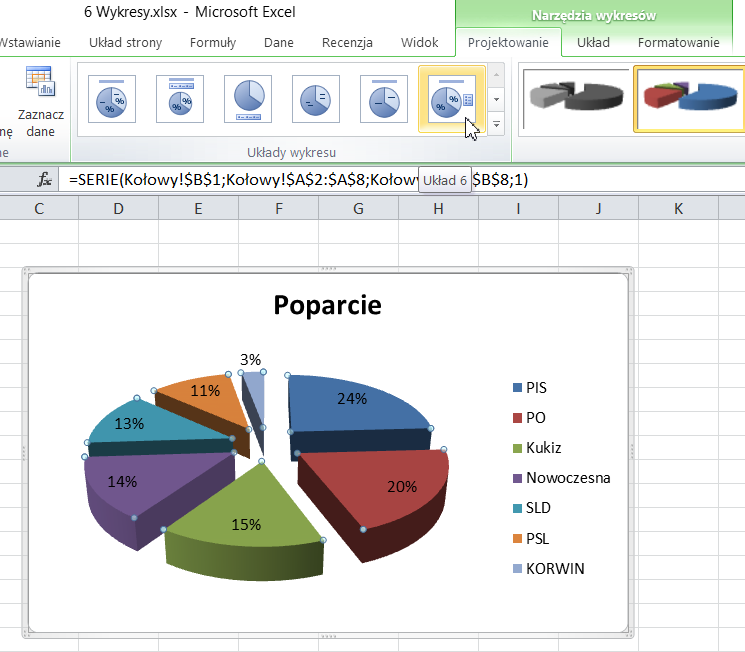 6 Wykresy.xlsx - Microsoft Excel
Narzędzia wykresów
Wstawianie Układ strony Formuły Dane Recenzja Widok Projektowanie Układ Formatowanie
Zaznacz
dane
Układy wykresu
fx =SERIE(Kołowy!$B$1;Kołowy!$A$2:$A$8;Kołowy $B$8;1)
Układ 6
C D E F G H I J K
Poparcie
3%
11%
24%
13%
14%
20%
15%
PIS
PO
Kukiz
Nowoczesna
SLD
PSL
KORWIN